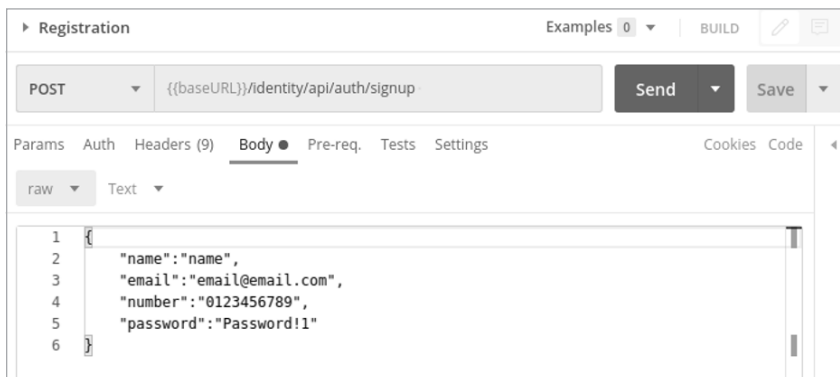 Registration Examples 0 BUILD
POST {{baseURL}}/identity/api/auth/signup Send Save
Params Auth Headers (9) Body Pre-req. Tests Settings Cookies Code
raw Text
1 {
2 "name":"name",
3 "email":"email@email.com",
4 "number":"0123456789",
5 "password":"Password!1"
6 }